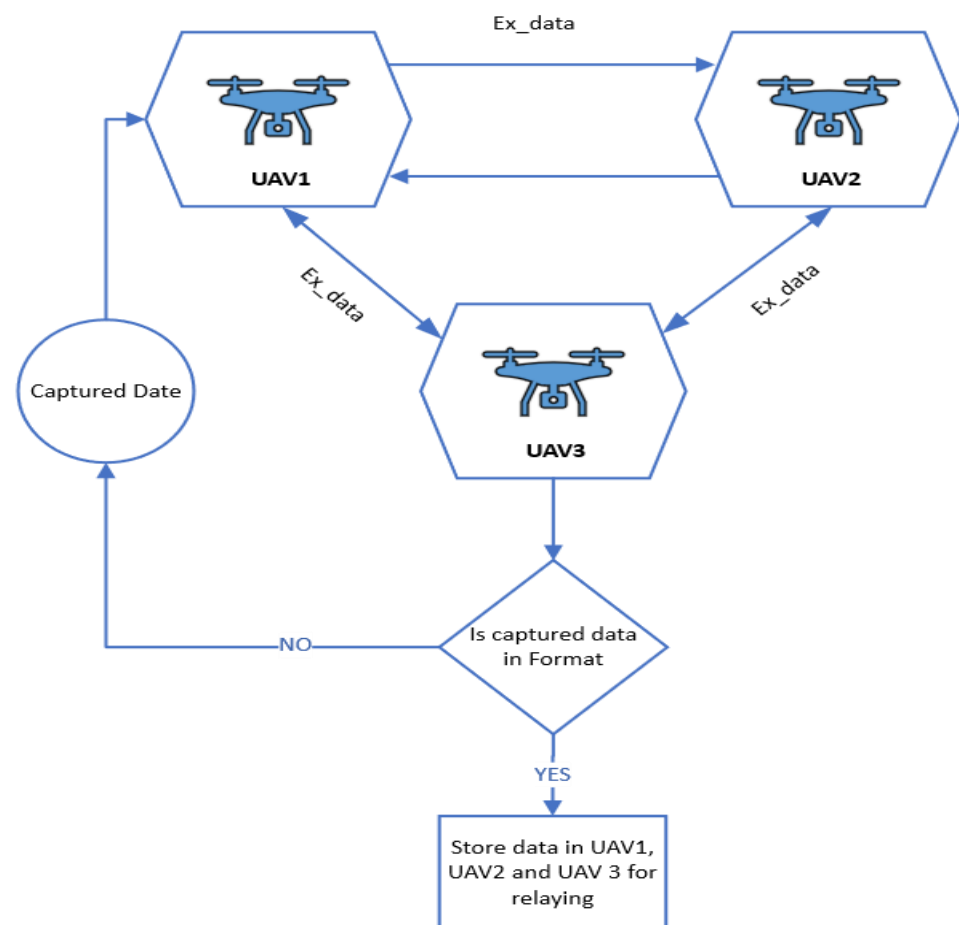 Ex_data
UAV1
UAV2
Ex_data
Ex_data
Captured Date
UAV3
Is captured data
in Format
NO
YES
Store data in UAV1,
UAV2 and UAV 3 for
relaying